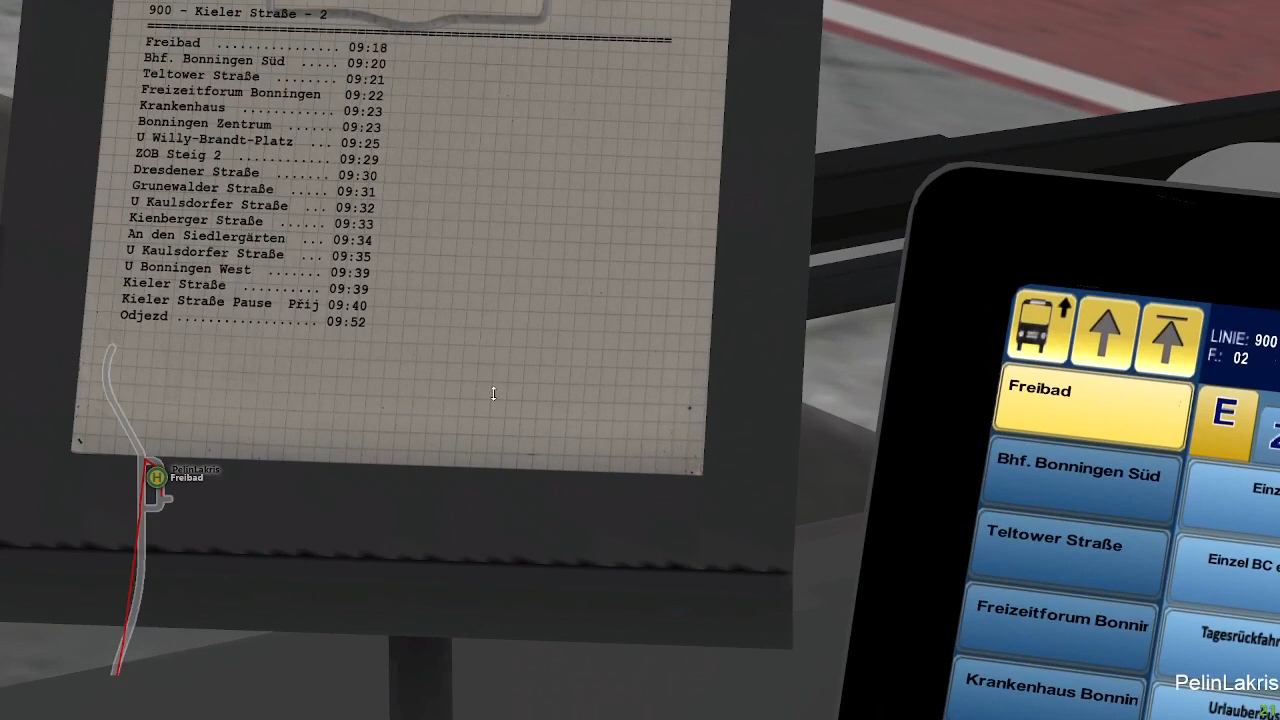 900 - Kieler Straße - 2
Freibad ............... 09:18
Bhf. Bonningen Süd ..... 09:20
Teltower Straße ........ 09:21
Freizeitforum Bonningen 09:22
Krankenhaus ............ 09:23
Bonningen Zentrum ...... 09:23
U Willy-Brandt-Platz ... 09:25
ZOB Steig 2 ............ 09:29
Dresdener Straße ....... 09:30
Grunewalder Straße ..... 09:31
U Kaulsdorfer Straße ... 09:32
Kienberger Straße ...... 09:33
An den Siedlergärten ... 09:34
U Kaulsdorfer Straße ... 09:35
U Bonningen West ....... 09:39
Kieler Straße .......... 09:39
Kieler Straße Pause Přij 09:40
Odjezd .................. 09:52
PelinLakris
H Freibad
LINIE: 900
F.: 02
Freibad
E
Z
Bhf. Bonningen Süd
Einz
Teltower Straße
Einzel BC e
Freizeitforum Bonnin
Tagesrückfahr
Krankenhaus Bonnin
Urlauber
PelinLakris